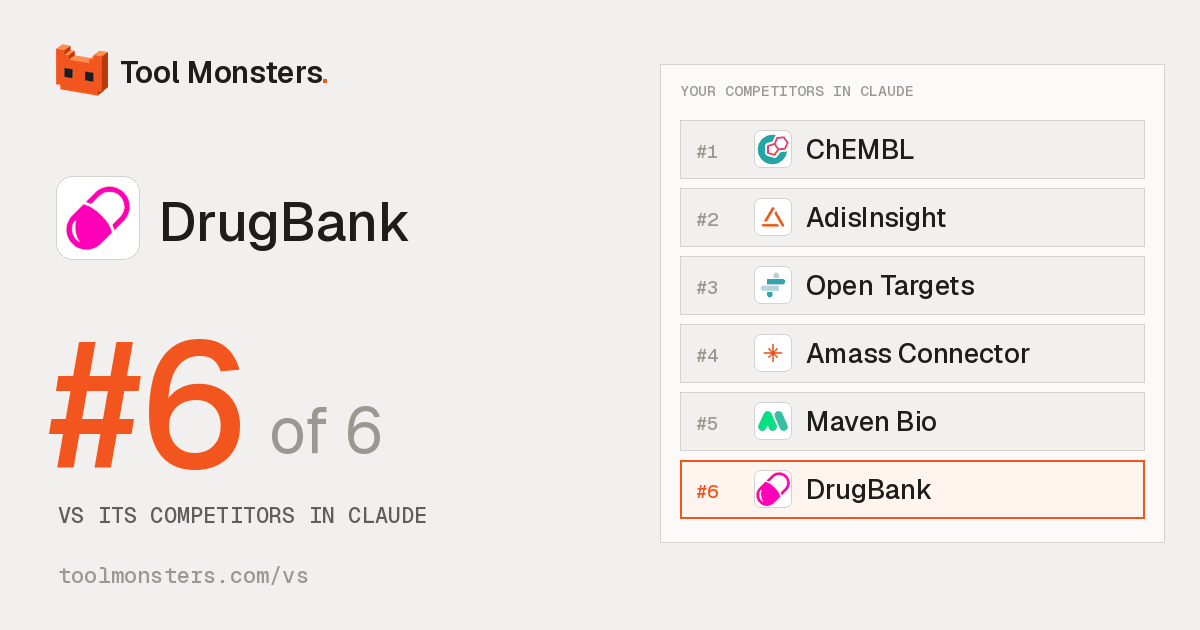 Tool Monsters.
DrugBank
#6 of 6
VS ITS COMPETITORS IN CLAUDE
toolmonsters.com/vs
YOUR COMPETITORS IN CLAUDE
#1 ChEMBL
#2 AdisInsight
#3 Open Targets
#4 Amass Connector
#5 Maven Bio
#6 DrugBank